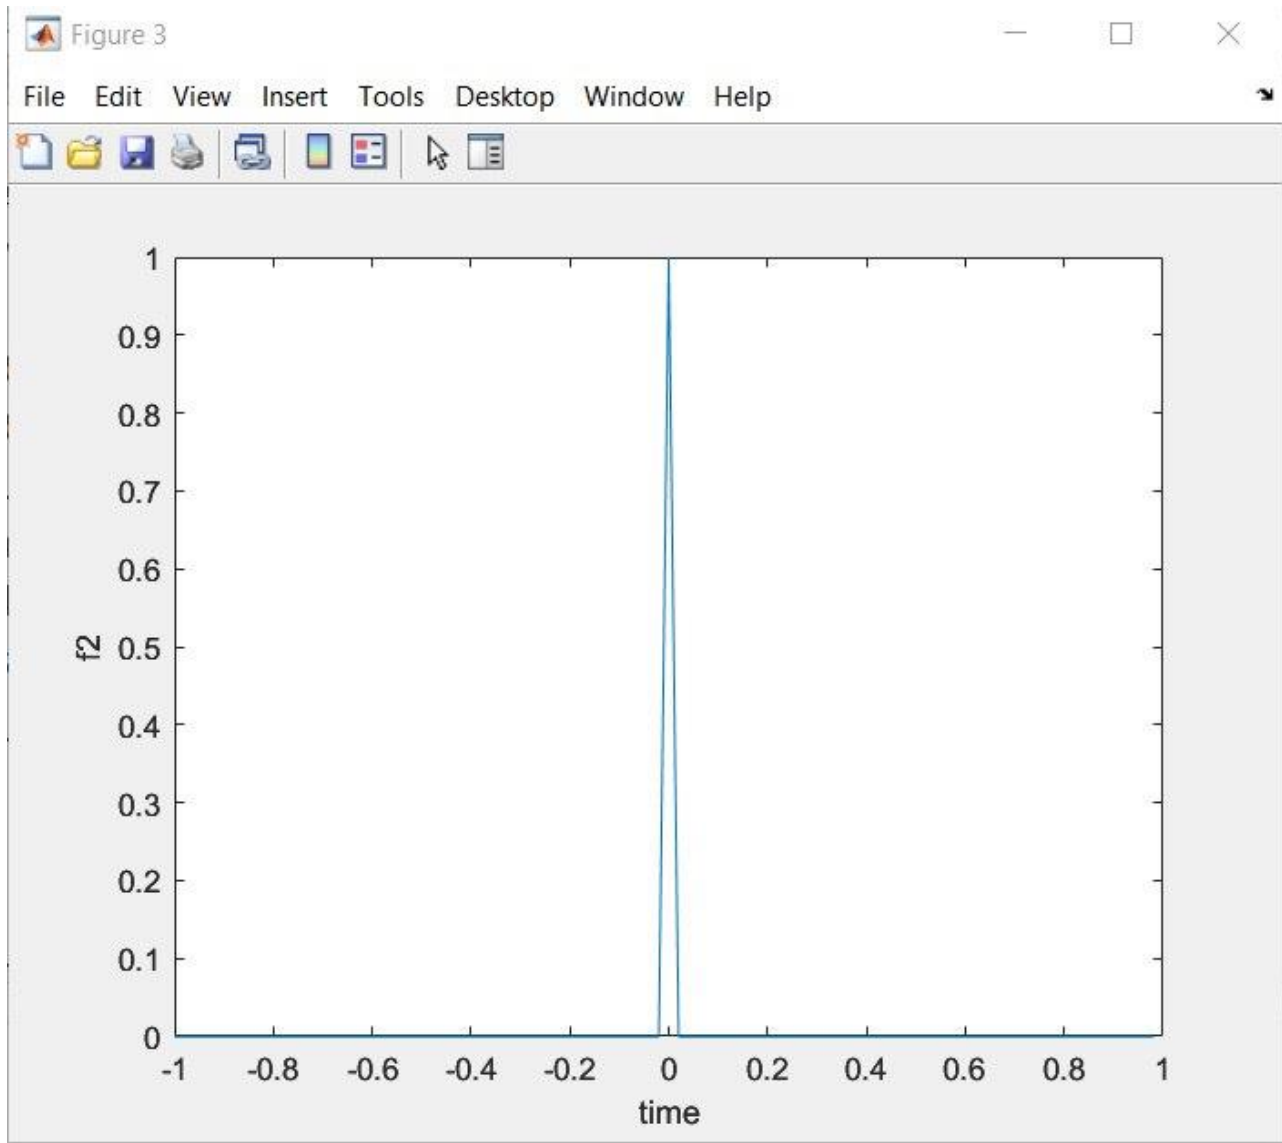 Figure 3
File Edit View Insert Tools Desktop Window Help
1
0.9
0.8
0.7
0.6
f2
0.5
0.4
0.3
0.2
0.1
0
-1 -0.8 -0.6 -0.4 -0.2 0 0.2 0.4 0.6 0.8 1
time